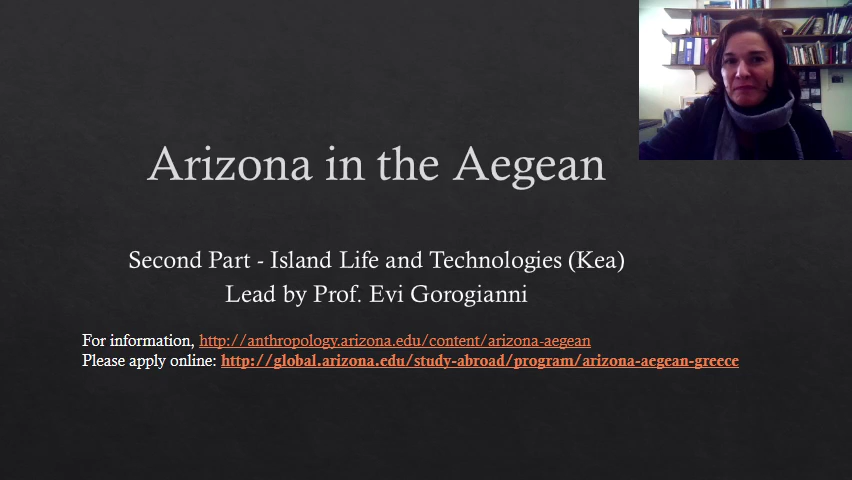 Arizona in the Aegean
Second Part - Island Life and Technologies (Kea)
Lead by Prof. Evi Gorogianni
For information, http://anthropology.arizona.edu/content/arizona-aegean
Please apply online: http://global.arizona.edu/study-abroad/program/arizona-aegean-greece